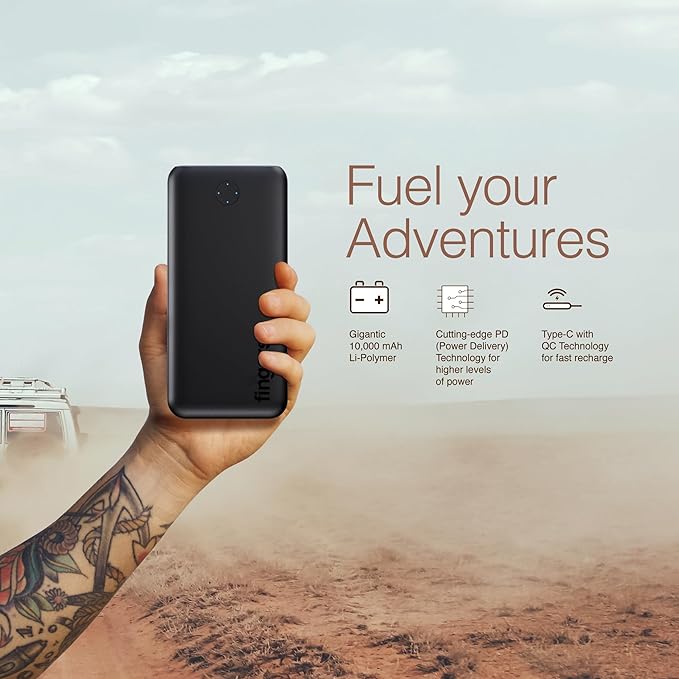 Fuel your
Adventures
Gigantic
10,000 mAh
Li-Polymer
Cutting-edge PD
(Power Delivery)
Technology for
higher levels
of power
Type-C with
QC Technology
for fast recharge